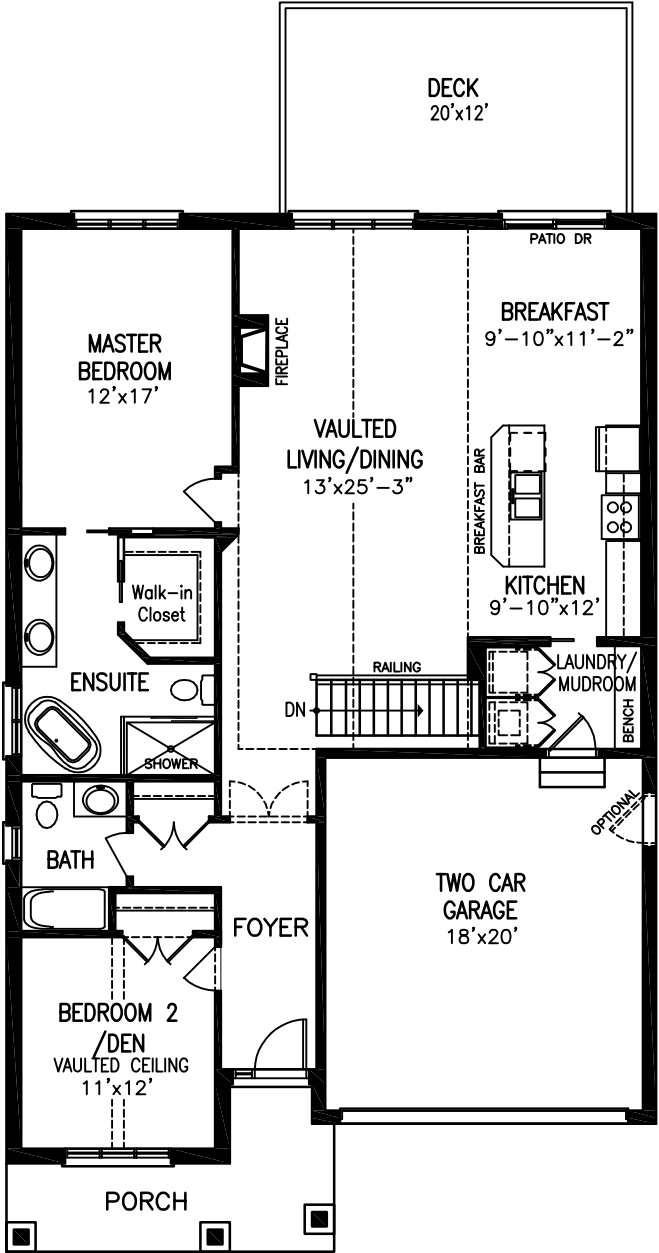 DECK
20'x12'
PATIO DR
BREAKFAST
9'-10"x11'-2"
FIREPLACE
MASTER
BEDROOM
12'x17'
VAULTED
LIVING/DINING
13'x25'-3"
BREAKFAST BAR
KITCHEN
9'-10"x12'
Walk-in
Closet
ENSUITE
RAILING
LAUNDRY/
MUDROOM
DN
BENCH
SHOWER
OPTIONAL
BATH
TWO CAR
GARAGE
18'x20'
FOYER
BEDROOM 2
/DEN
VAULTED CEILING
11'x12'
PORCH